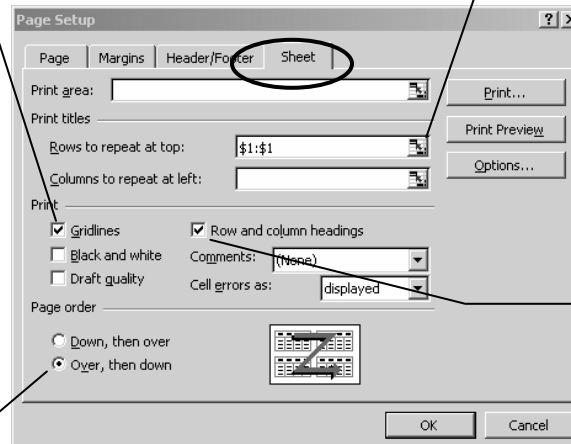 Page Setup
Page Margins Header/Footer Sheet
Print area: Print...
Print titles
Print Preview
Rows to repeat at top: $1:$1
Options...
Columns to repeat at left:
Print
Gridlines Row and column headings
Black and white Comments: (None)
Draft quality Cell errors as: displayed
Page order
Down, then over
Over, then down
OK Cancel